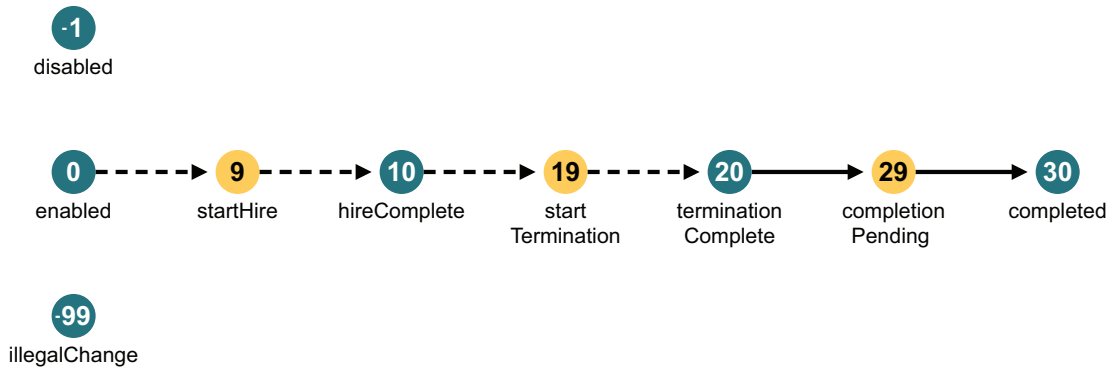 -1
disabled
0
9
10
19
20
29
30
enabled
startHire
hireComplete
start
Termination
termination
Complete
completion
Pending
completed
-99
illegalChange